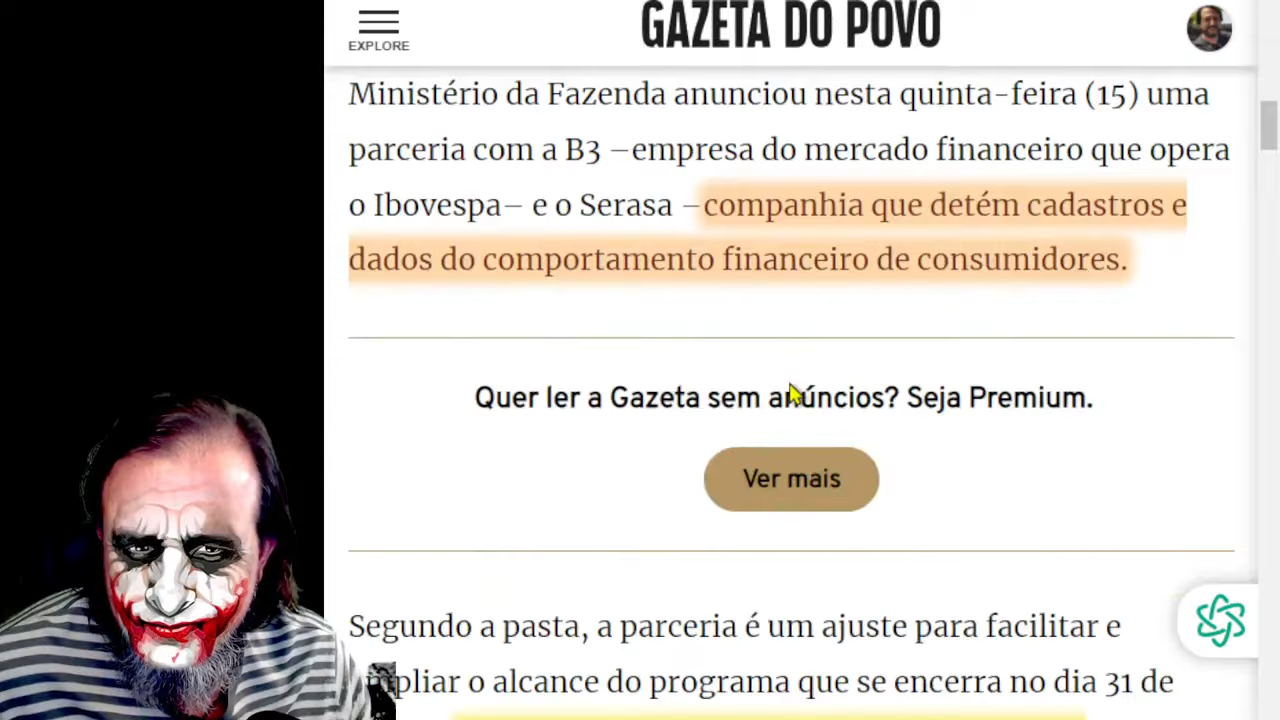 GAZETA DO POVO
EXPLORE
Ministério da Fazenda anunciou nesta quinta-feira (15) uma
parceria com a B3 –empresa do mercado financeiro que opera
o Ibovespa– e o Serasa –companhia que detém cadastros e
dados do comportamento financeiro de consumidores.
Quer ler a Gazeta sem anúncios? Seja Premium.
Ver mais
Segundo a pasta, a parceria é um ajuste para facilitar e
ampliar o alcance do programa que se encerra no dia 31 de